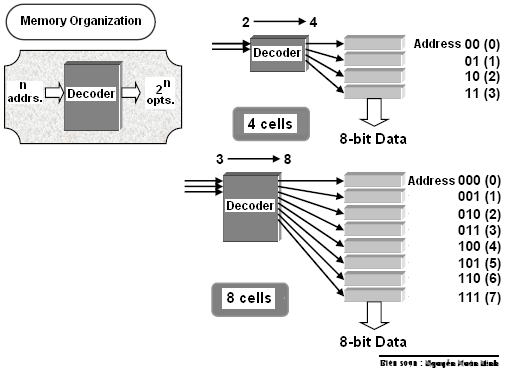 Memory Organization
n
addrs.
Decoder
2n
opts.
2 4
Decoder
Address 00 (0)
01 (1)
10 (2)
11 (3)
8-bit Data
4 cells
3 8
Decoder
Address 000 (0)
001 (1)
010 (2)
011 (3)
100 (4)
101 (5)
110 (6)
111 (7)
8 cells
8-bit Data